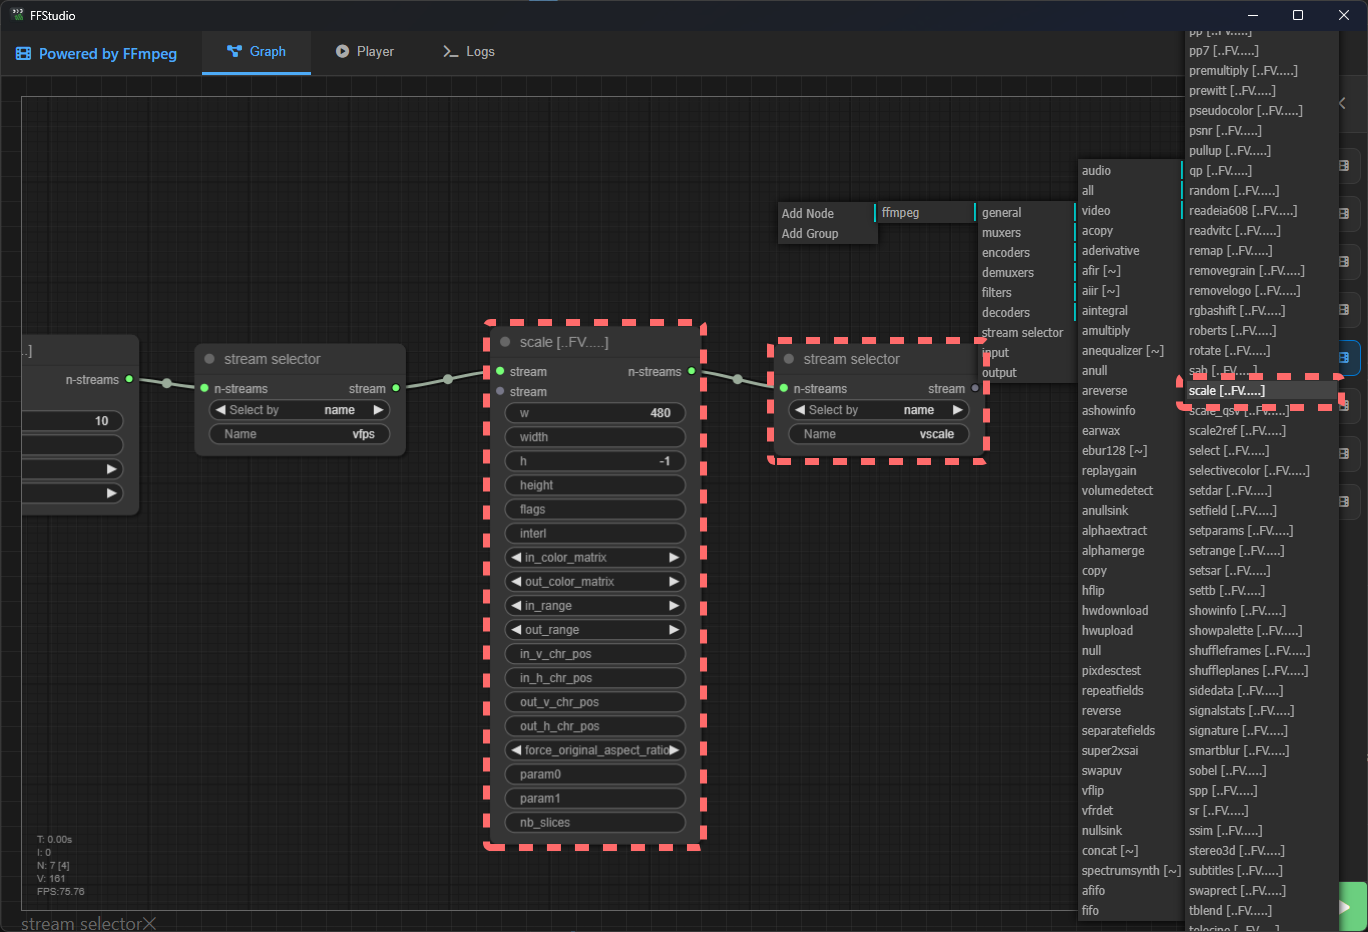 FFStudio
Powered by FFmpeg
Graph
Player
Logs
..]
n-streams
10
stream selector
n-streams
stream
Select by
name
Name
vfps
scale [..FV.....]
stream
n-streams
stream
w
480
width
h
-1
height
flags
interl
in_color_matrix
out_color_matrix
in_range
out_range
in_v_chr_pos
in_h_chr_pos
out_v_chr_pos
out_h_chr_pos
force_original_aspect_ratio
param0
param1
nb_slices
stream selector
n-streams
stream
Select by
name
Name
vscale
Add Node
Add Group
ffmpeg
general
muxers
encoders
demuxers
filters
decoders
stream selector
input
output
audio
all
video
acopy
aderivative
afir [~]
aiir [~]
aintegral
amultiply
anequalizer [~]
anull
areverse
ashowinfo
earwax
ebur128 [~]
replaygain
volumedetect
anullsink
alphaextract
alphamerge
copy
hflip
hwdownload
hwupload
null
pixdesctest
repeatfields
reverse
separatefields
super2xsai
swapuv
vflip
vfrdet
nullsink
concat [~]
spectrumsynth [~]
afifo
fifo
pp [..FV.....]
pp7 [..FV.....]
premultiply [..FV.....]
prewitt [..FV.....]
pseudocolor [..FV.....]
psnr [..FV.....]
pullup [..FV.....]
qp [..FV.....]
random [..FV.....]
readeia608 [..FV.....]
readvitc [..FV.....]
remap [..FV.....]
removegrain [..FV.....]
removelogo [..FV.....]
rgbashift [..FV.....]
roberts [..FV.....]
rotate [..FV.....]
sab [..FV.....]
scale [..FV.....]
scale_qsv [..FV.....]
scale2ref [..FV.....]
select [..FV.....]
selectivecolor [..FV.....]
setdar [..FV.....]
setfield [..FV.....]
setparams [..FV.....]
setrange [..FV.....]
setsar [..FV.....]
settb [..FV.....]
showinfo [..FV.....]
showpalette [..FV.....]
shuffleframes [..FV.....]
shuffleplanes [..FV.....]
sidedata [..FV.....]
signalstats [..FV.....]
signature [..FV.....]
smartblur [..FV.....]
sobel [..FV.....]
spp [..FV.....]
sr [..FV.....]
ssim [..FV.....]
stereo3d [..FV.....]
subtitles [..FV.....]
swaprect [..FV.....]
tblend [..FV.....]
telecine [..FV.....]
T: 0.00s
I: 0
N: 7 [4]
V: 161
FPS:75.76
stream selector